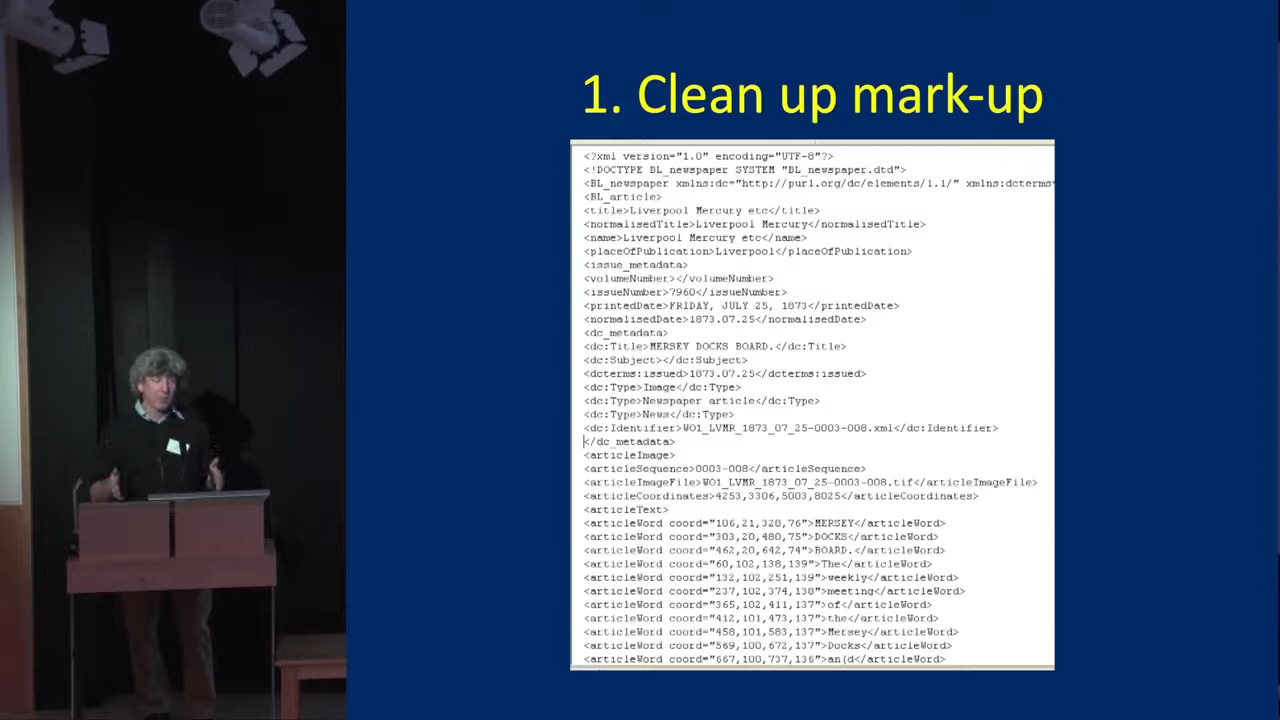 1. Clean up mark-up
<?xml version="1.0" encoding="UTF-8"?>
<!DOCTYPE BL_newspaper SYSTEM "BL_newspaper.dtd">
<BL_newspaper xmlns:dc="http://purl.org/dc/elements/1.1/" xmlns:dcterms=
<BL_article>
<title>Liverpool Mercury etc</title>
<normalisedTitle>Liverpool Mercury</normalisedTitle>
<name>Liverpool Mercury etc</name>
<placeOfPublication>Liverpool</placeOfPublication>
<issue_metadata>
<volumeNumber></volumeNumber>
<issueNumber>7960</issueNumber>
<printedDate>FRIDAY, JULY 25, 1873</printedDate>
<normalisedDate>1873.07.25</normalisedDate>
<dc_metadata>
<dc:Title>MERSEY DOCKS BOARD.</dc:Title>
<dc:Subject></dc:Subject>
<dcterms:issued>1873.07.25</dcterms:issued>
<dc:Type>Image</dc:Type>
<dc:Type>Newspaper article</dc:Type>
<dc:Type>News</dc:Type>
<dc:Identifier>WO1_LVMR_1873_07_25-0003-008.xml</dc:Identifier>
</dc_metadata>
<articleImage>
<articleSequence>0003-008</articleSequence>
<articleImageFile>WO1_LVMR_1873_07_25-0003-008.tif</articleImageFile>
<articleCoordinates>4253,3306,5003,8025</articleCoordinates>
<articleText>
<articleWord coord="106,21,328,76">MERSEY</articleWord>
<articleWord coord="303,20,480,75">DOCKS</articleWord>
<articleWord coord="462,20,642,74">BOARD.</articleWord>
<articleWord coord="60,102,138,139">The</articleWord>
<articleWord coord="132,102,251,139">weekly</articleWord>
<articleWord coord="237,102,374,138">meeting</articleWord>
<articleWord coord="365,102,411,137">of</articleWord>
<articleWord coord="412,101,473,137">the</articleWord>
<articleWord coord="458,101,583,137">Mersey</articleWord>
<articleWord coord="569,100,672,137">Docks</articleWord>
<articleWord coord="667,100,737,136">an(d</articleWord>